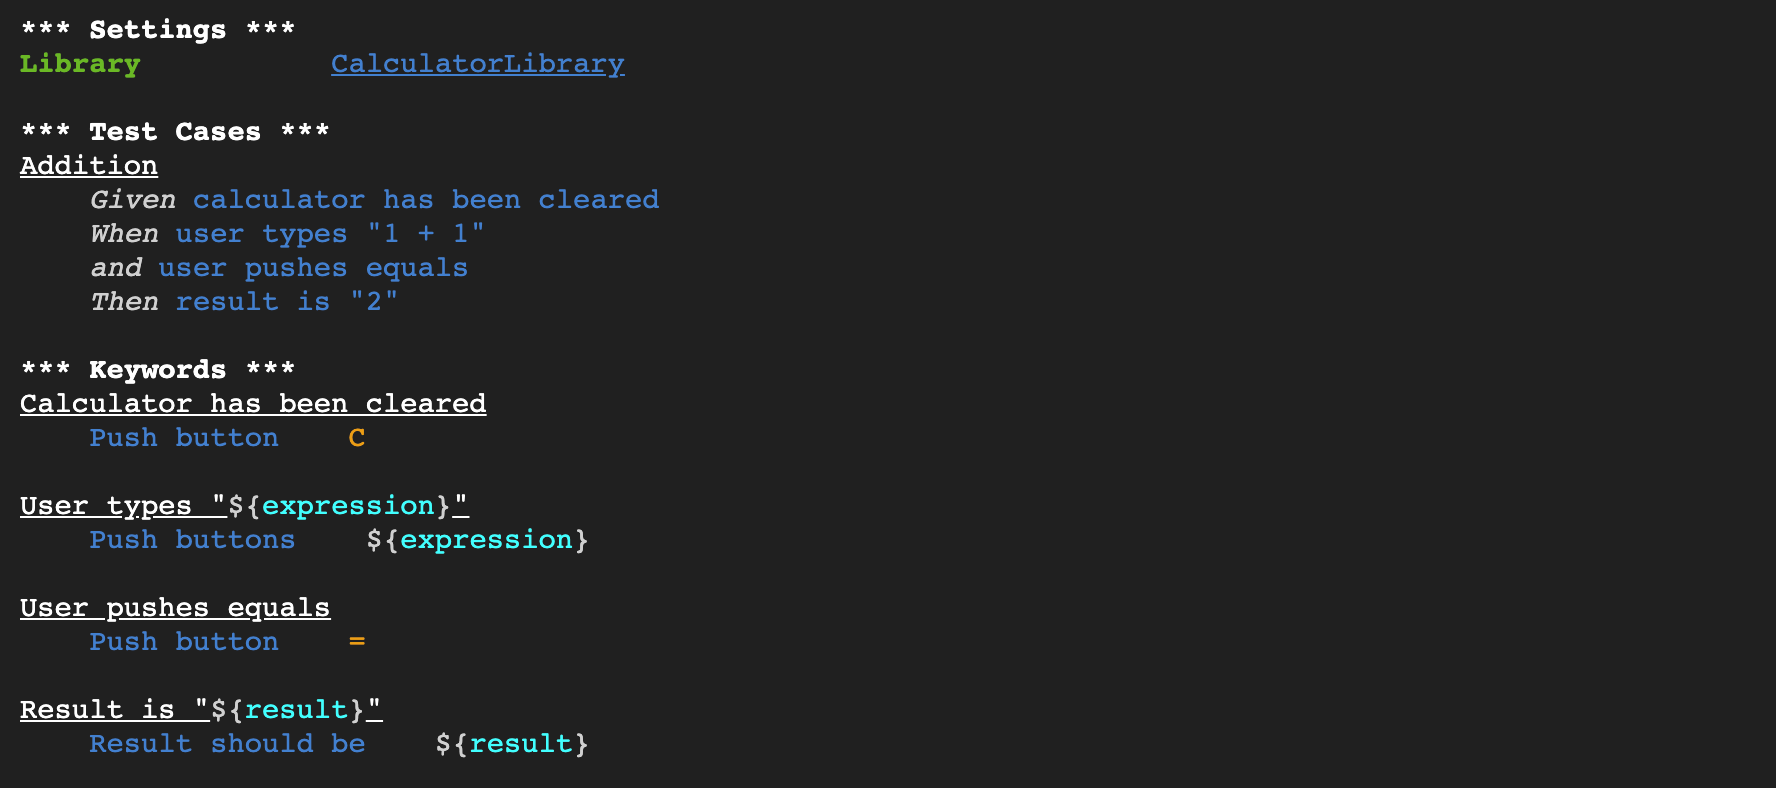 *** Settings ***
Library           CalculatorLibrary

*** Test Cases ***
Addition
    Given calculator has been cleared
    When user types "1 + 1"
    and user pushes equals
    Then result is "2"

*** Keywords ***
Calculator has been cleared
    Push button    C

User types "${expression}"
    Push buttons    ${expression}

User pushes equals
    Push button    =

Result is "${result}"
    Result should be    ${result}